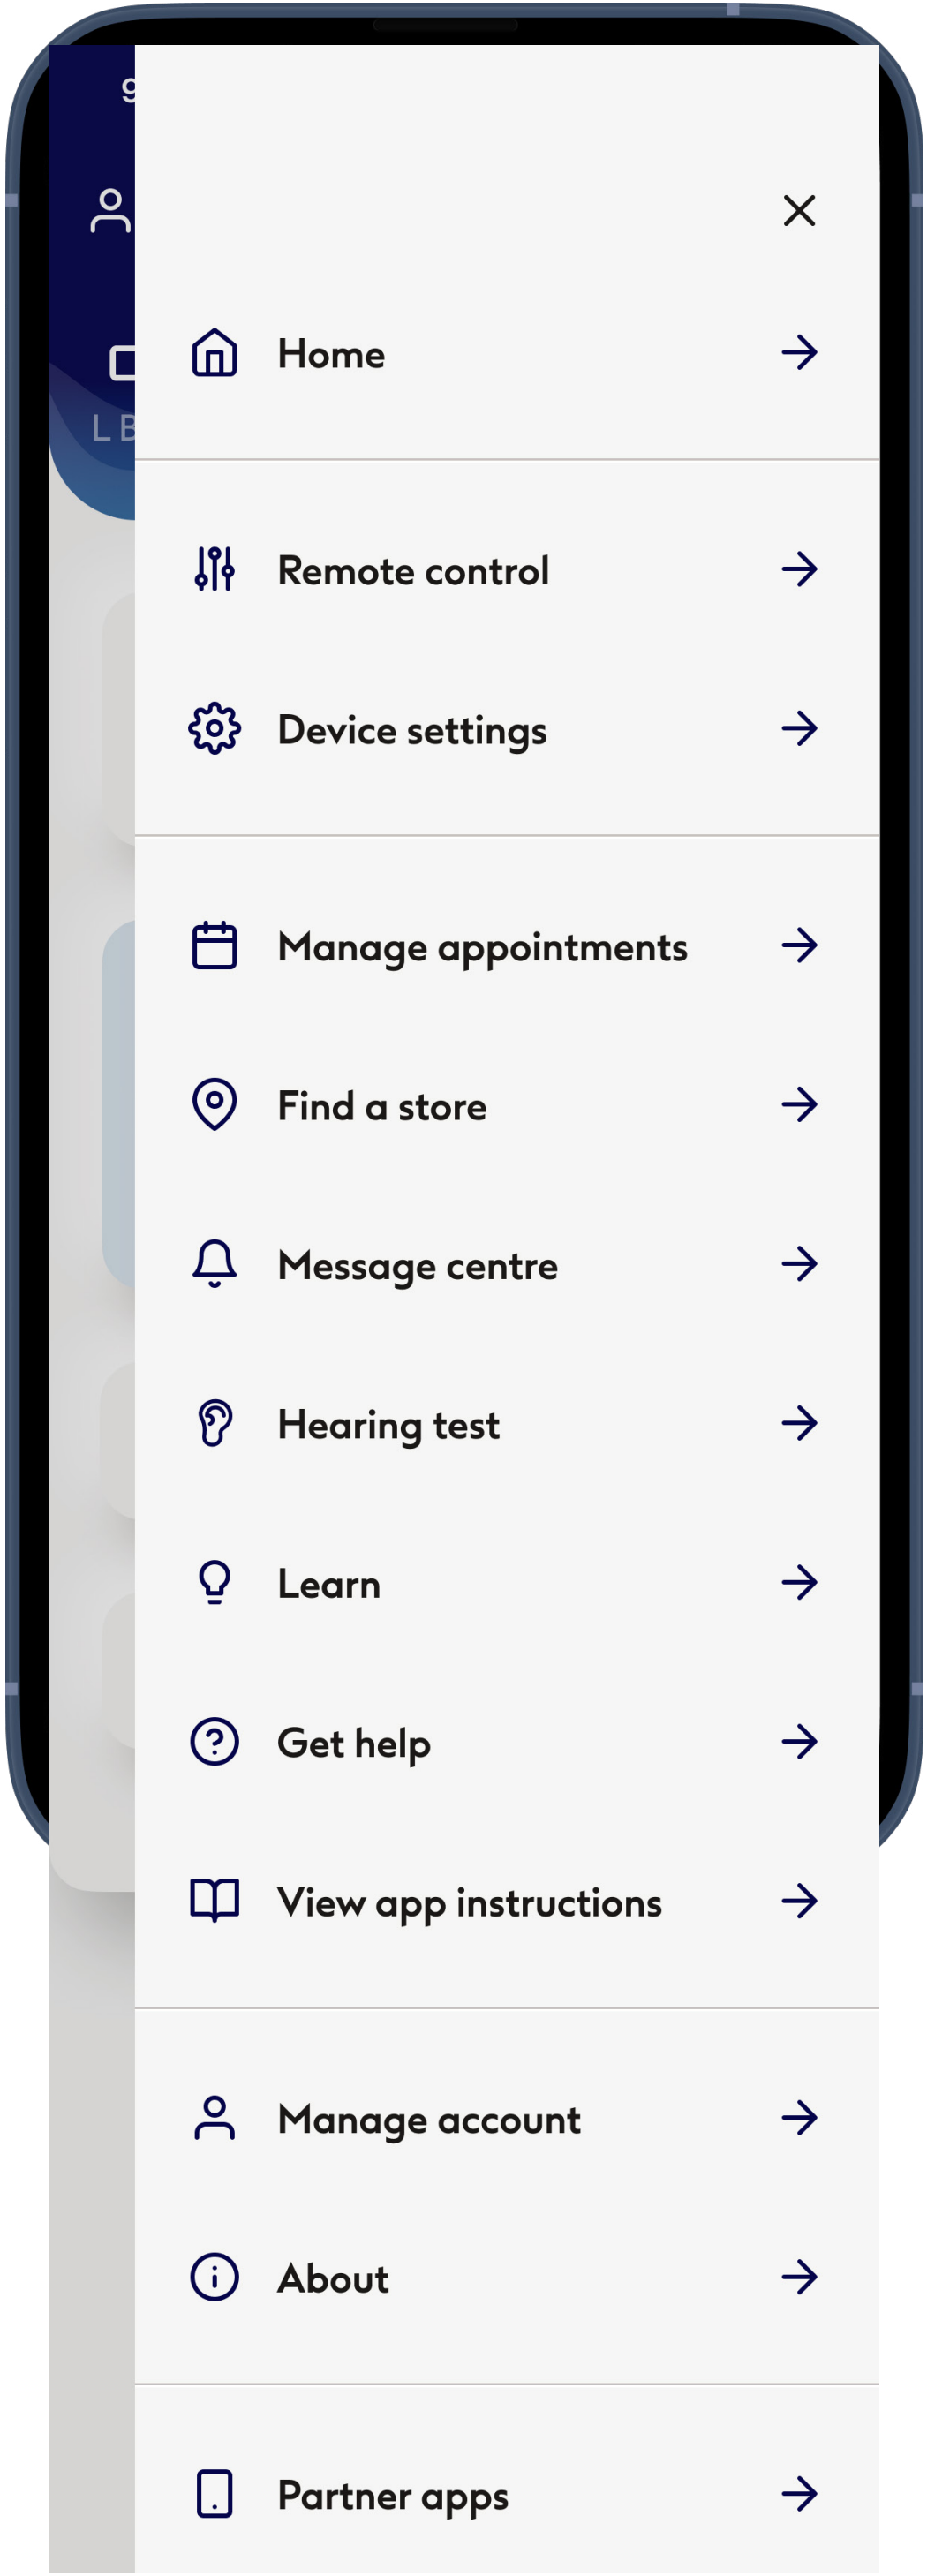 9
L B
Home
Remote control
Device settings
Manage appointments
Find a store
Message centre
Hearing test
Learn
Get help
View app instructions
Manage account
About
Partner apps